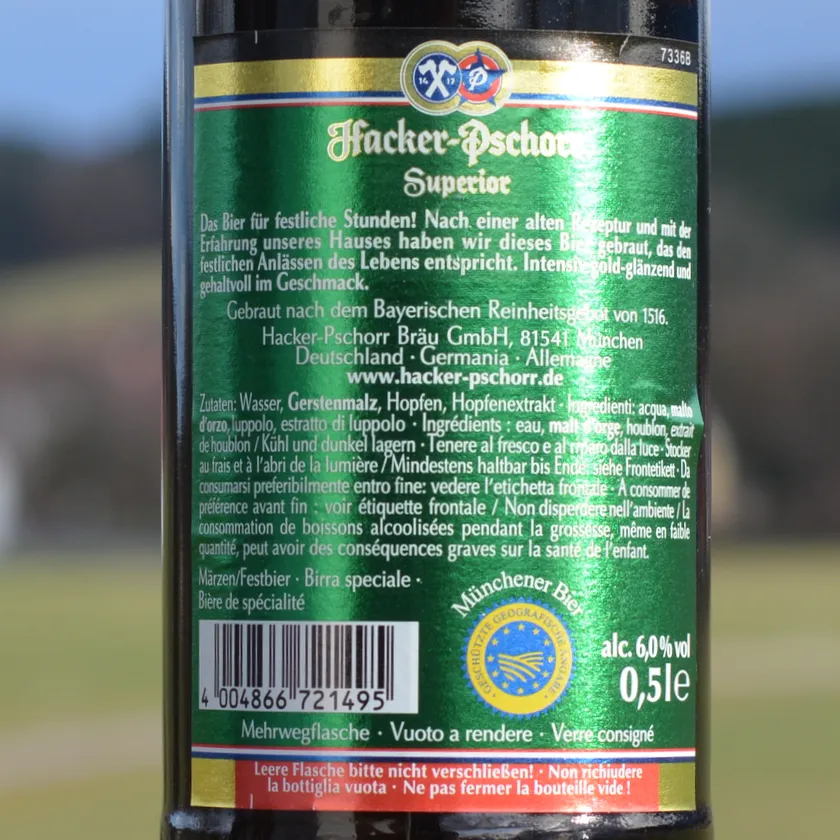 7336B
14 17 P
Hacker-Pschorr
Superior
Das Bier für festliche Stunden! Nach einer alten Rezeptur und mit der
Erfahrung unseres Hauses haben wir dieses Bier gebraut, das den
festlichen Anlässen des Lebens entspricht. Intensiv gold-glänzend und
gehaltvoll im Geschmack.
Gebraut nach dem Bayerischen Reinheitsgebot von 1516.
Hacker-Pschorr Bräu GmbH, 81541 München
Deutschland · Germania · Allemagne
www.hacker-pschorr.de
Zutaten: Wasser, Gerstenmalz, Hopfen, Hopfenextrakt · Ingredienti: acqua, malto
d'orzo, luppolo, estratto di luppolo · Ingrédients : eau, malt d'orge, houblon, extrait
de houblon / Kühl und dunkel lagern · Tenere al fresco e al riparo dalla luce · Stocker
au frais et à l'abri de la lumière / Mindestens haltbar bis Ende: siehe Frontetikett · Da
consumarsi preferibilmente entro fine: vedere l'etichetta frontale · A consommer de
préférence avant fin : voir étiquette frontale / Non disperdere nell'ambiente / La
consommation de boissons alcoolisées pendant la grossesse, même en faible
quantité, peut avoir des conséquences graves sur la santé de l'enfant.
Märzen/Festbier · Birra speciale ·
Bière de spécialité
Münchener Bier
GESCHÜTZTE GEOGRAFISCHE ANGABE
alc. 6,0 % vol
0,5l e
4 004866 721495
Mehrwegflasche · Vuoto a rendere · Verre consigné
Leere Flasche bitte nicht verschließen! · Non richiudere
la bottiglia vuota · Ne pas fermer la bouteille vide !